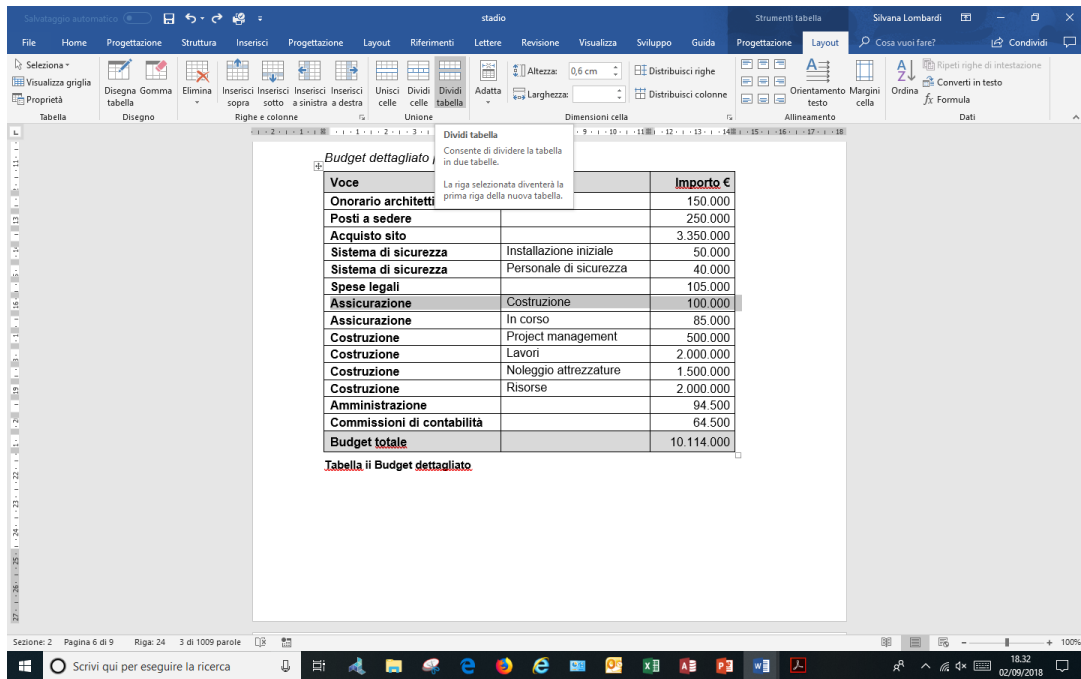 Salvataggio automatico stadio Strumenti tabella Silvana Lombardi
File Home Progettazione Struttura Inserisci Progettazione Layout Riferimenti Lettere Revisione Visualizza Sviluppo Guida Progettazione Layout Cosa vuoi fare? Condividi
Seleziona
Visualizza griglia
Proprietà
Tabella
Disegna tabella
Gomma
Disegno
Elimina
Inserisci sopra
Inserisci sotto
Inserisci a sinistra
Inserisci a destra
Righe e colonne
Unisci celle
Dividi celle
Dividi tabella
Unione
Adatta
Altezza: 0,6 cm
Larghezza:
Distribuisci righe
Distribuisci colonne
Dimensioni cella
Orientamento testo
Margini cella
Allineamento
Ordina
Ripeti righe di intestazione
Converti in testo
fx Formula
Dati
Dividi tabella
Consente di dividere la tabella
in due tabelle.
La riga selezionata diventerà la
prima riga della nuova tabella.
Budget dettagliato
Voce Importo €
Onorario architetti 150.000
Posti a sedere 250.000
Acquisto sito 3.350.000
Sistema di sicurezza Installazione iniziale 50.000
Sistema di sicurezza Personale di sicurezza 40.000
Spese legali 105.000
Assicurazione Costruzione 100.000
Assicurazione In corso 85.000
Costruzione Project management 500.000
Costruzione Lavori 2.000.000
Costruzione Noleggio attrezzature 1.500.000
Costruzione Risorse 2.000.000
Amministrazione 94.500
Commissioni di contabilità 64.500
Budget totale 10.114.000
Tabella ii Budget dettagliato
Sezione: 2 Pagina 6 di 9 Riga: 24 3 di 1009 parole 100%
Scrivi qui per eseguire la ricerca
18.32
02/09/2018